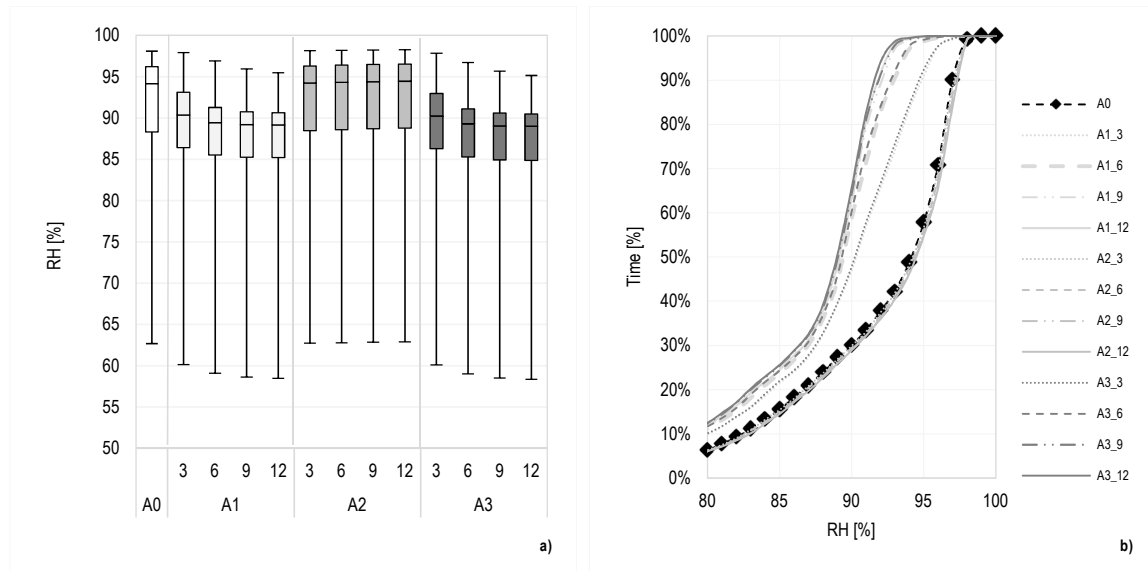 100
95
90
85
80
75
70
65
60
55
50
RH [%]
3 6 9 12 3 6 9 12 3 6 9 12
A0 A1 A2 A3
a)
100%
90%
80%
70%
60%
50%
40%
30%
20%
10%
0%
Time [%]
80 85 90 95 100
RH [%]
A0
A1_3
A1_6
A1_9
A1_12
A2_3
A2_6
A2_9
A2_12
A3_3
A3_6
A3_9
A3_12
b)